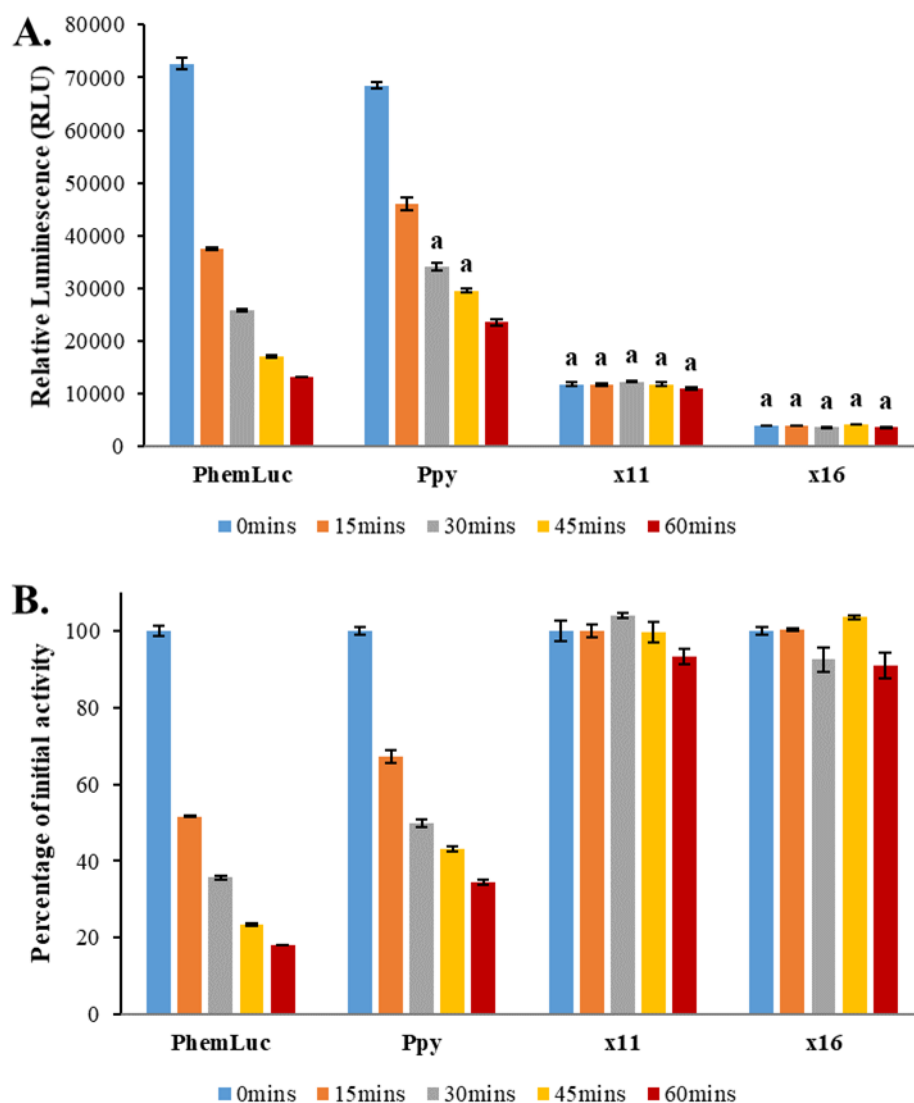 A.
Relative Luminescence (RLU)
80000
70000
60000
50000
40000
30000
20000
10000
0
a a
a a a a a
a a a a a
PhemLuc Ppy x11 x16
0mins 15mins 30mins 45mins 60mins
B.
Percentage of initial activity
100
80
60
40
20
0
PhemLuc Ppy x11 x16
0mins 15mins 30mins 45mins 60mins